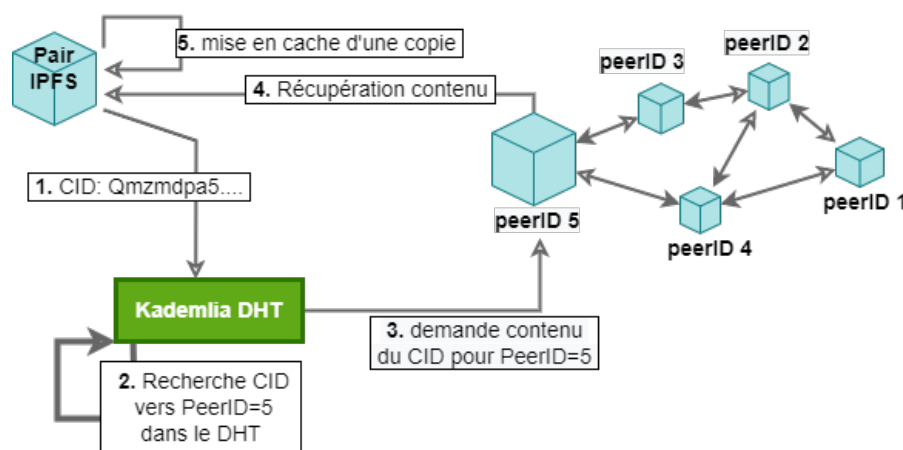 Pair
IPFS
5. mise en cache d'une copie
4. Récupération contenu
peerID 3
peerID 2
1. CID: Qmzmdpa5....
peerID 5
peerID 4
peerID 1
Kademlia DHT
3. demande contenu
du CID pour PeerID=5
2. Recherche CID
vers PeerID=5
dans le DHT